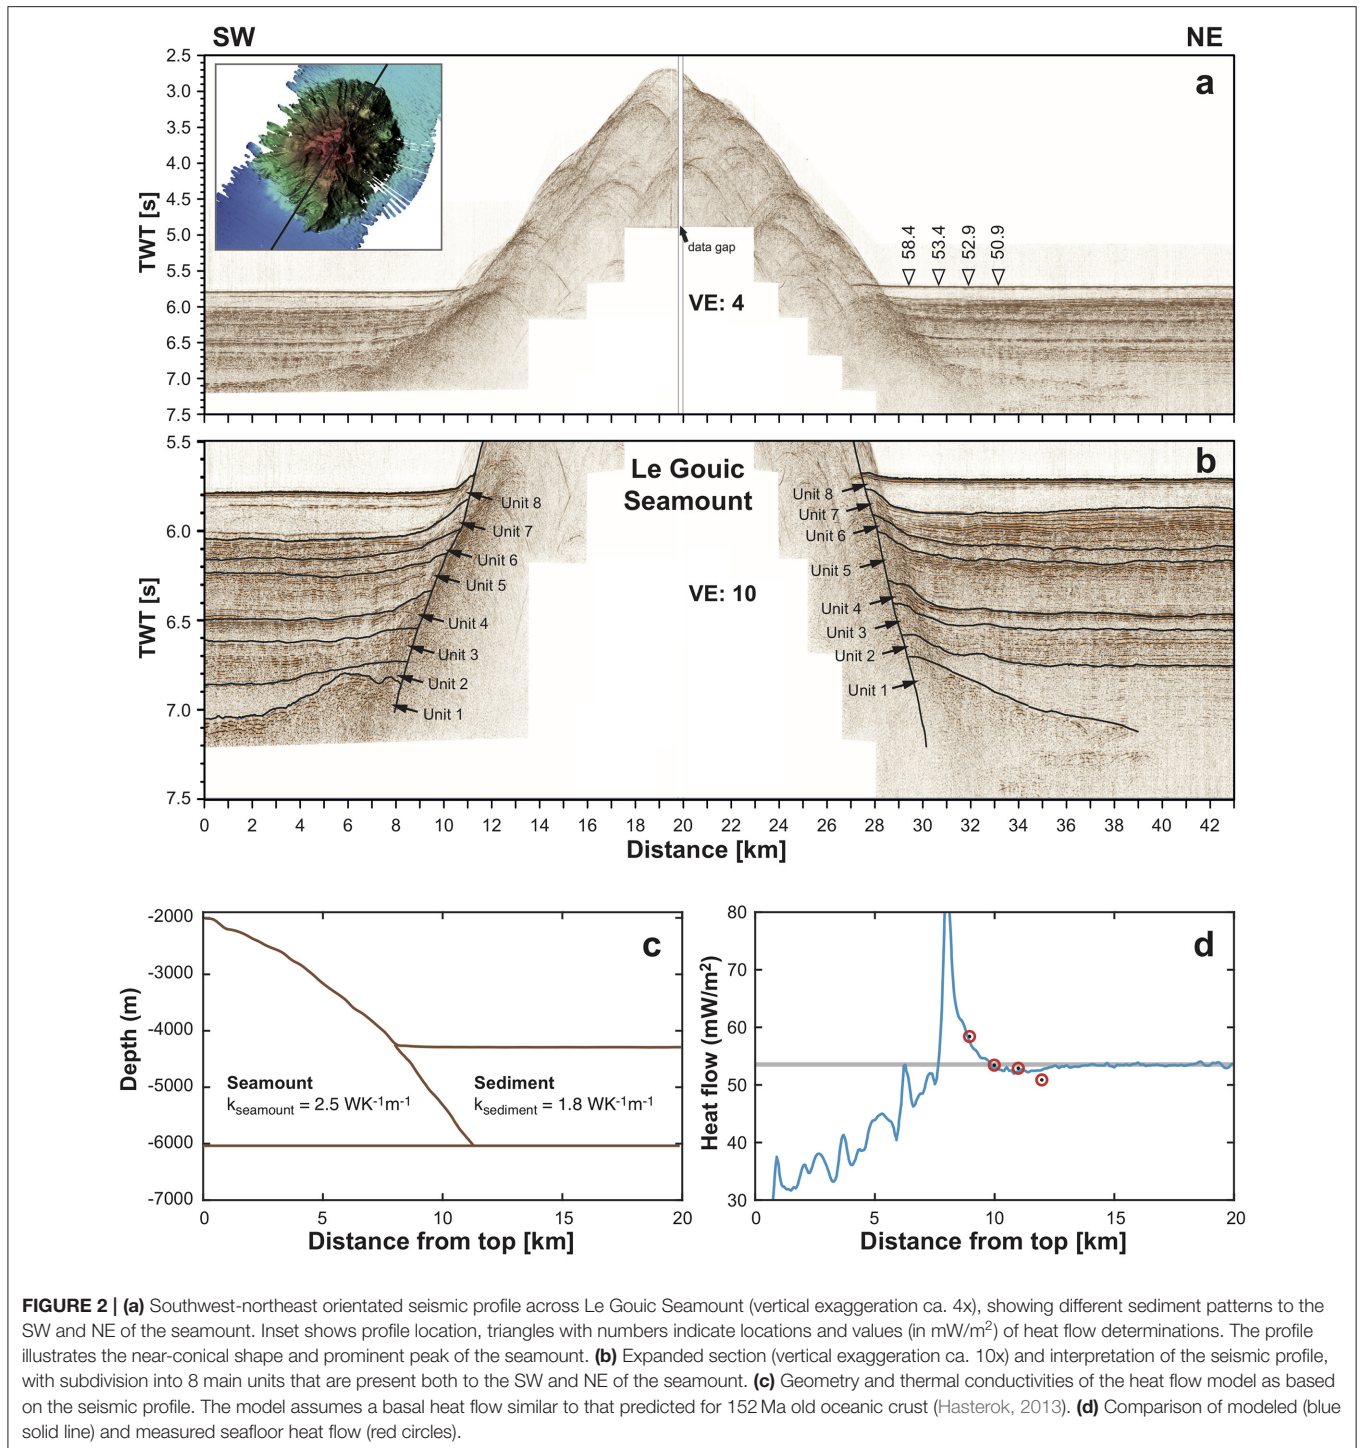 SW
NE
a
TWT [s]
2.5
3.0
3.5
4.0
4.5
5.0
5.5
6.0
6.5
7.0
7.5
data gap
VE: 4
58.4
53.4
52.9
50.9
b
TWT [s]
5.5
6.0
6.5
7.0
7.5
Le Gouic
Seamount
VE: 10
Unit 8
Unit 7
Unit 6
Unit 5
Unit 4
Unit 3
Unit 2
Unit 1
Unit 8
Unit 7
Unit 6
Unit 5
Unit 4
Unit 3
Unit 2
Unit 1
0 2 4 6 8 10 12 14 16 18 20 22 24 26 28 30 32 34 36 38 40 42
Distance [km]
c
Depth (m)
-2000
-3000
-4000
-5000
-6000
-7000
Seamount
kseamount = 2.5 WK-1m-1
Sediment
ksediment = 1.8 WK-1m-1
0 5 10 15 20
Distance from top [km]
d
Heat flow (mW/m2)
80
70
60
50
40
30
0 5 10 15 20
Distance from top [km]
FIGURE 2 | (a) Southwest-northeast orientated seismic profile across Le Gouic Seamount (vertical exaggeration ca. 4x), showing different sediment patterns to the
SW and NE of the seamount. Inset shows profile location, triangles with numbers indicate locations and values (in mW/m2) of heat flow determinations. The profile
illustrates the near-conical shape and prominent peak of the seamount. (b) Expanded section (vertical exaggeration ca. 10x) and interpretation of the seismic profile,
with subdivision into 8 main units that are present both to the SW and NE of the seamount. (c) Geometry and thermal conductivities of the heat flow model as based
on the seismic profile. The model assumes a basal heat flow similar to that predicted for 152 Ma old oceanic crust (Hasterok, 2013). (d) Comparison of modeled (blue
solid line) and measured seafloor heat flow (red circles).